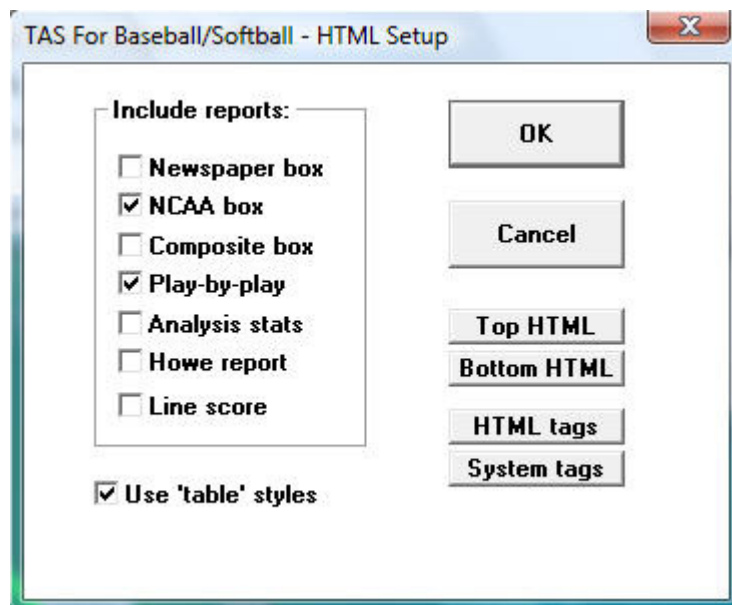 TAS For Baseball/Softball - HTML Setup
Include reports:
Newspaper box
NCAA box
Composite box
Play-by-play
Analysis stats
Howe report
Line score
Use 'table' styles
OK
Cancel
Top HTML
Bottom HTML
HTML tags
System tags